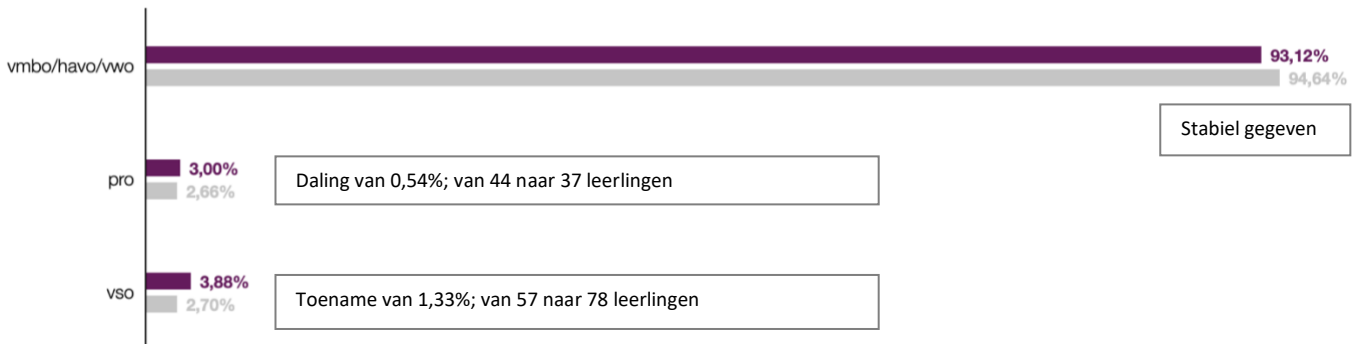 vmbo/havo/vwo
93,12%
94,64%
Stabiel gegeven
pro
3,00%
2,66%
Daling van 0,54%; van 44 naar 37 leerlingen
vso
3,88%
2,70%
Toename van 1,33%; van 57 naar 78 leerlingen